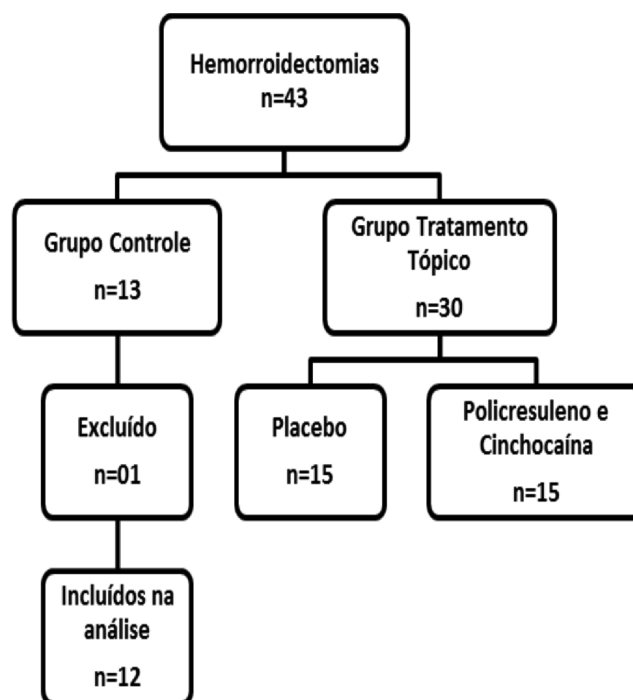 Hemorroidectomias
n=43
Grupo Controle
n=13
Grupo Tratamento
Tópico
n=30
Excluído
n=01
Placebo
n=15
Policresuleno e
Cinchocaína
n=15
Incluídos na
análise
n=12